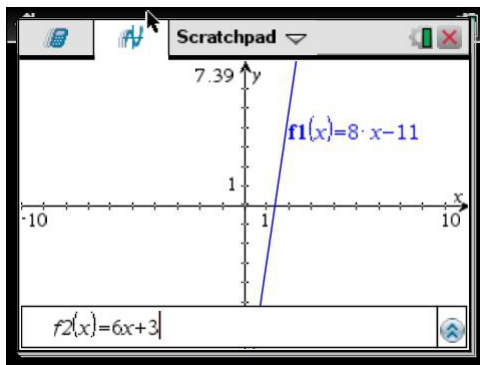 Scratchpad
7.39 y
f1(x)=8·x−11
1
x
-10 1 10
f2(x)=6x+3